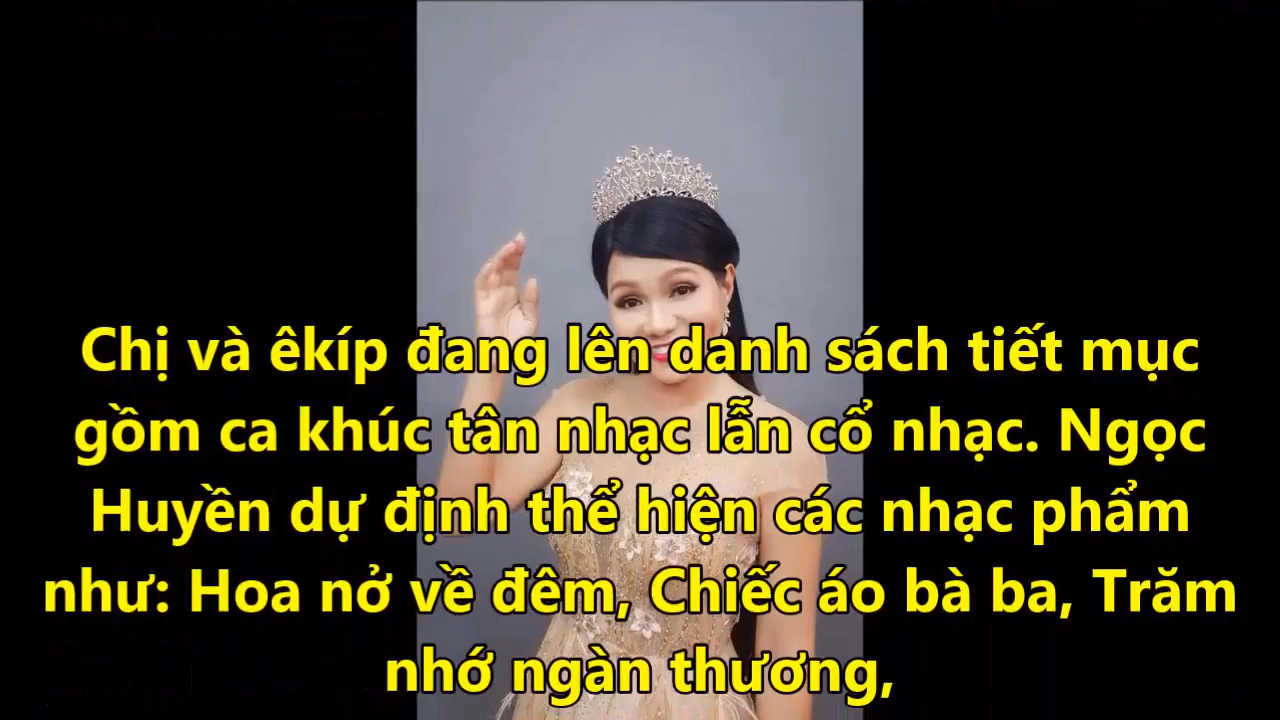 Chị và êkíp đang lên danh sách tiết mục
gồm ca khúc tân nhạc lẫn cổ nhạc. Ngọc
Huyền dự định thể hiện các nhạc phẩm
như: Hoa nở về đêm, Chiếc áo bà ba, Trăm
nhớ ngàn thương,